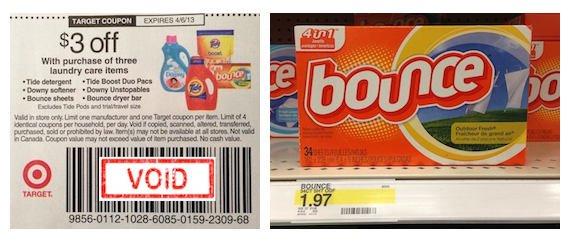 TARGET COUPON EXPIRES 4/6/13
$3 off
With purchase of three
laundry care items
• Tide detergent • Tide Boost Duo Pacs
• Downy softener • Downy Unstopables
• Bounce sheets • Bounce dryer bar
Excludes Tide Pods and trial/travel size
Valid in store only. Limit one manufacturer and one Target coupon per item. Limit of 4
identical coupons per household, per day. Void if copied, scanned, altered, transferred,
purchased, sold or prohibited by law. Item(s) may not be available at all stores. Not valid
in Canada. Coupon value may not exceed value of item purchased. No cash value.
TARGET.
VOID
9856-0112-1028-6085-0159-2309-68
4 in 1
bounce
Outdoor Fresh
Fraîcheur du grand air
34
BOUNCE
1.97